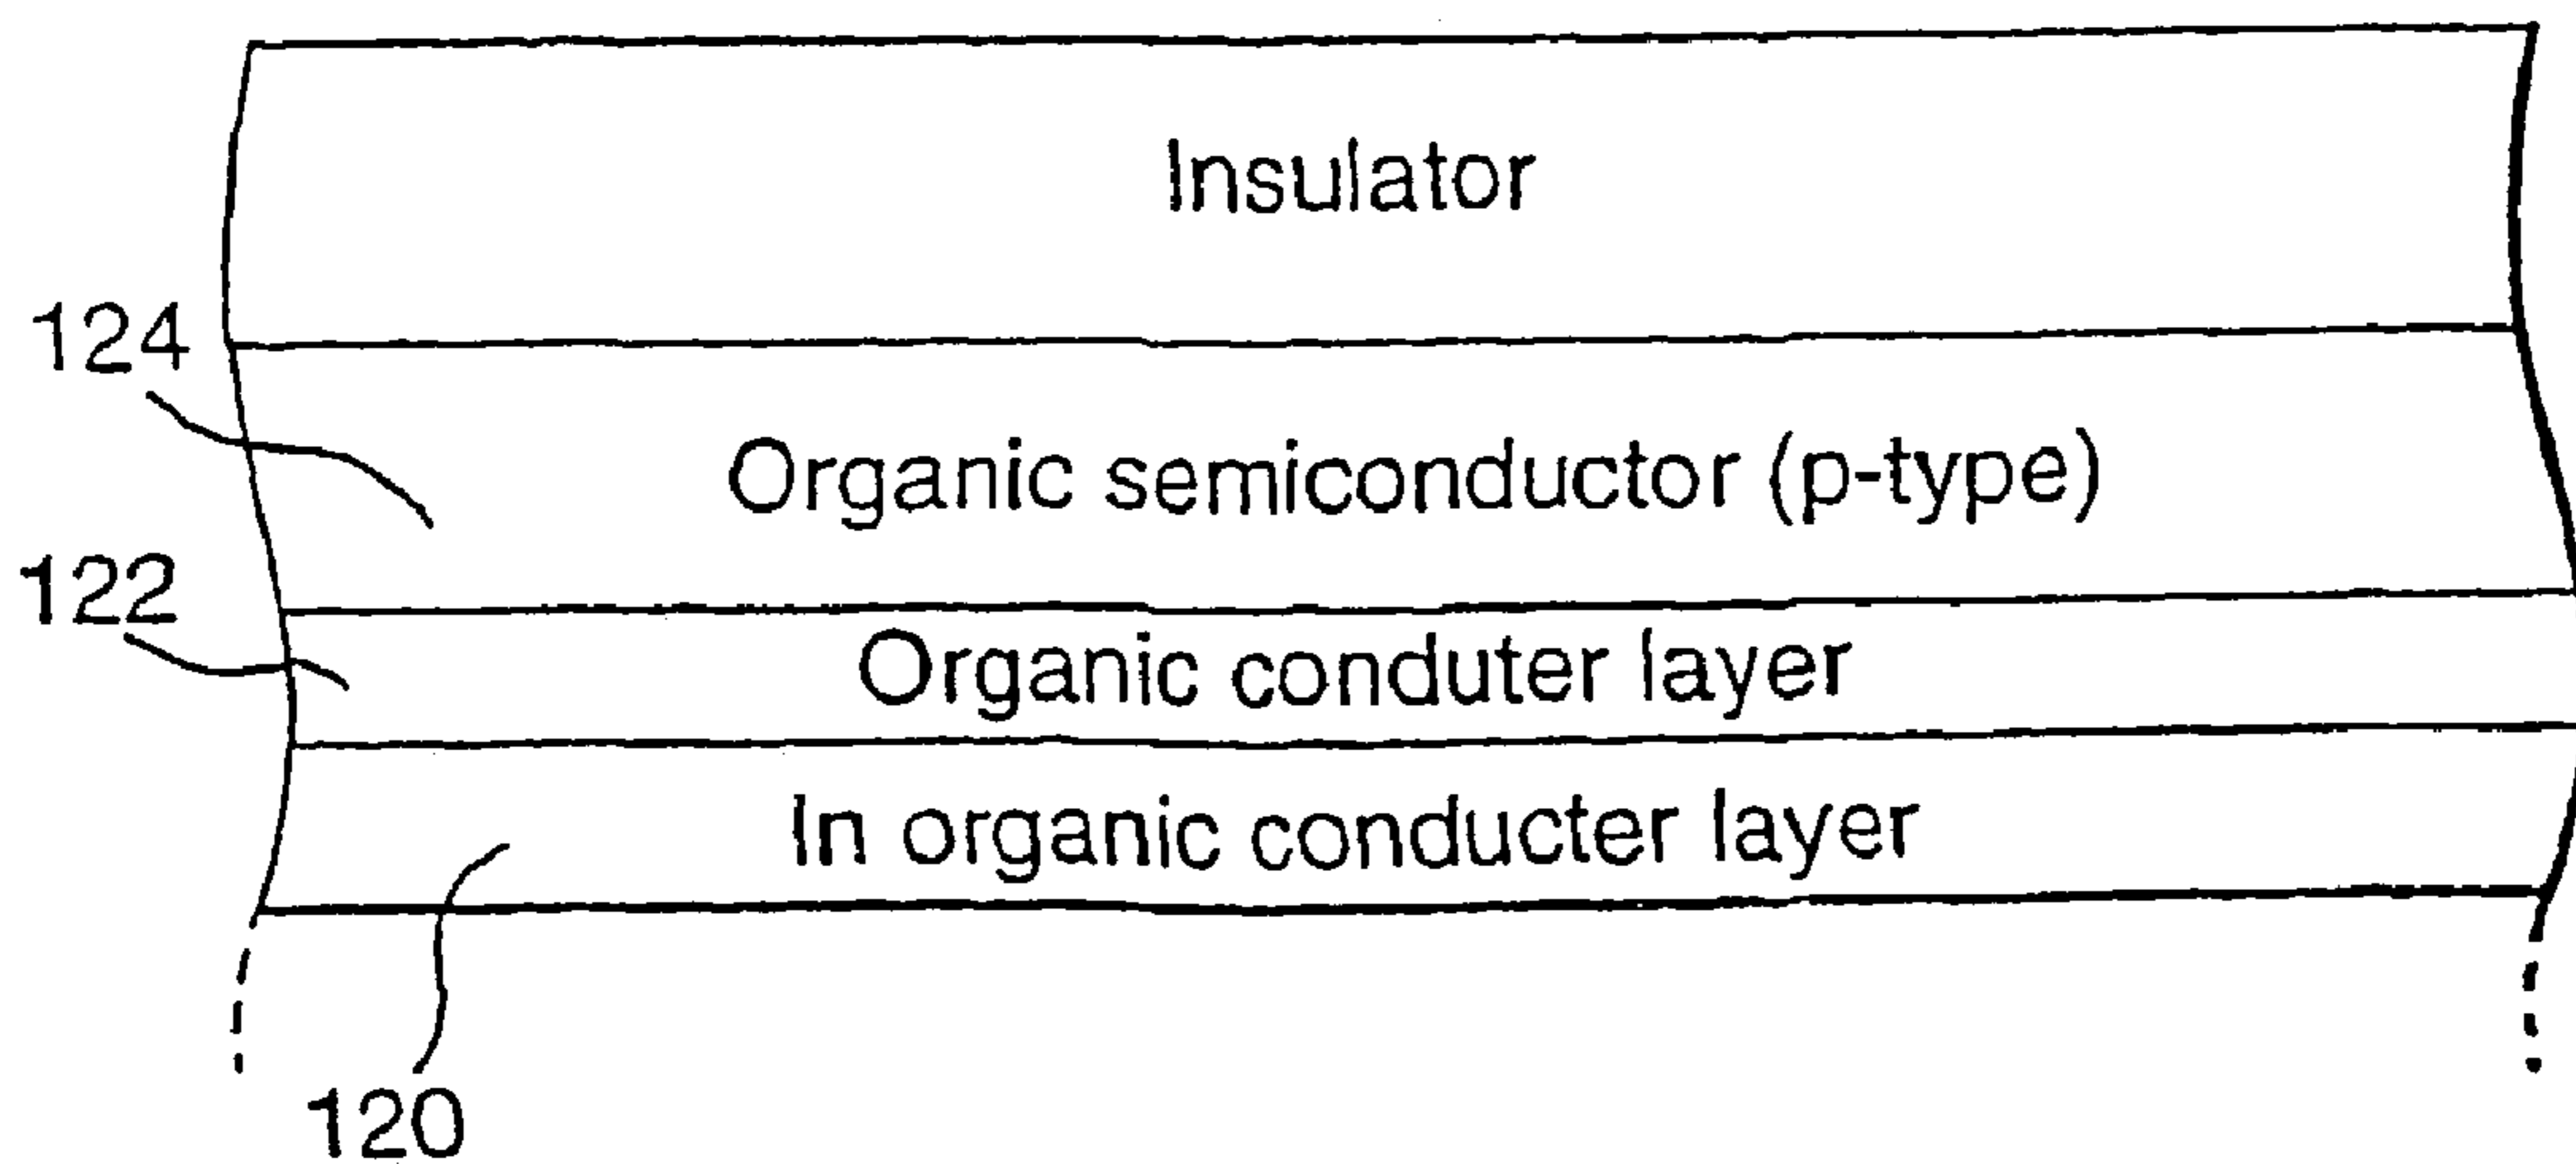 Insulator
124
Organic semiconductor (p-type)
122
Organic conduter layer
In organic conducter layer
120